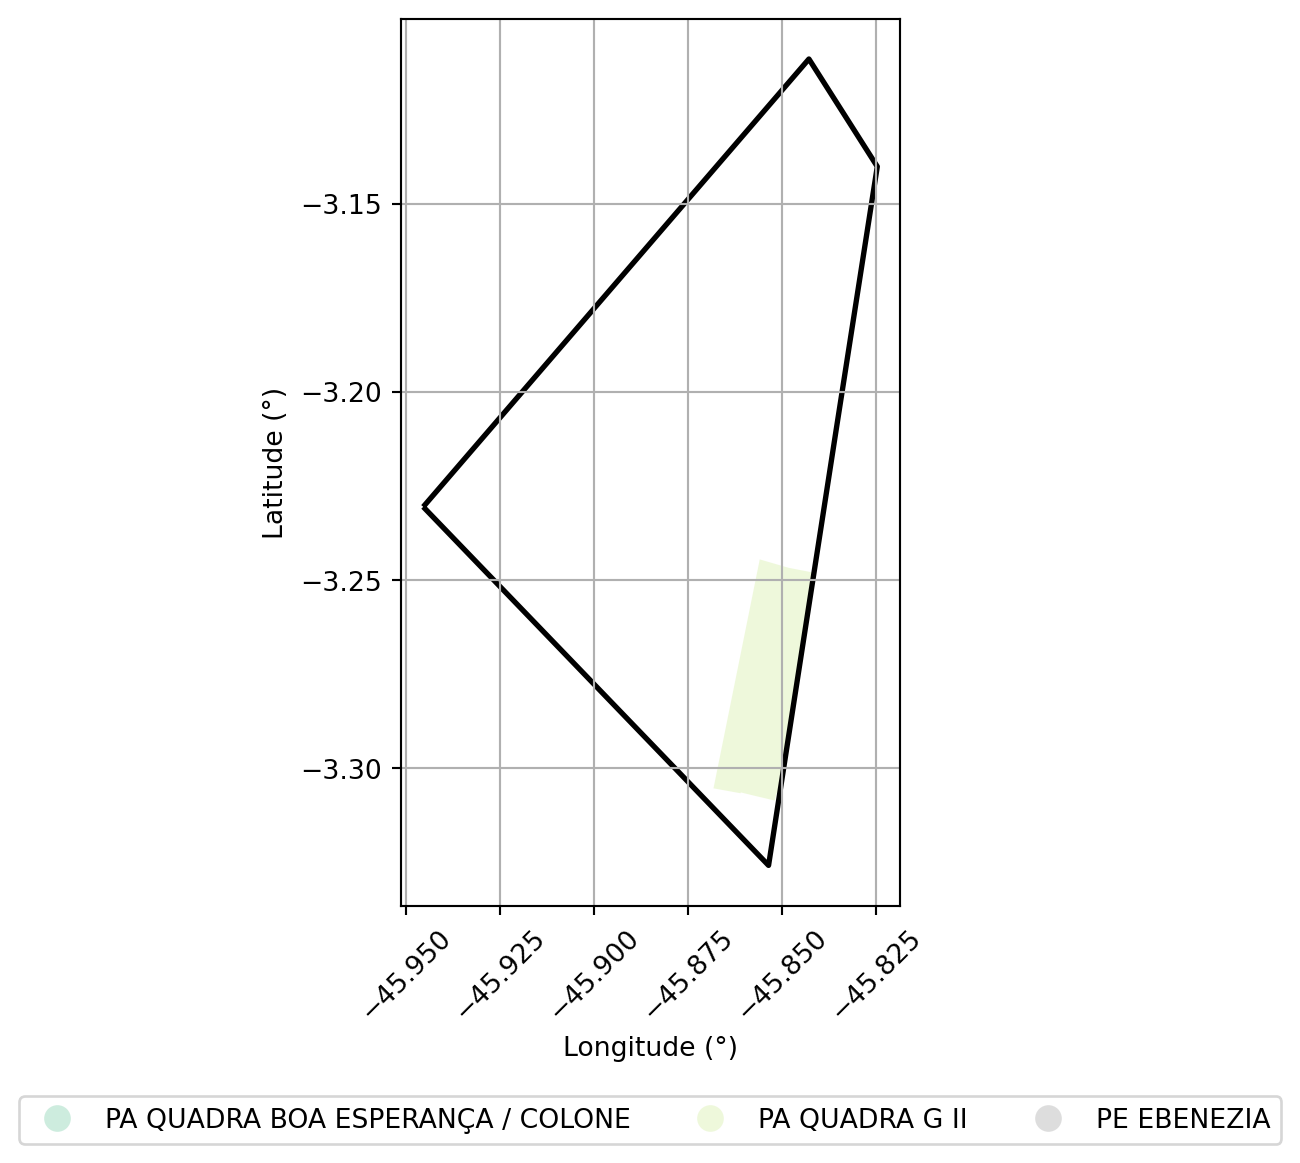 −3.15
−3.20
−3.25
−3.30
Latitude (°)
−45.950
−45.925
−45.900
−45.875
−45.850
−45.825
Longitude (°)
PA QUADRA BOA ESPERANÇA / COLONE
PA QUADRA G II
PE EBENEZIA